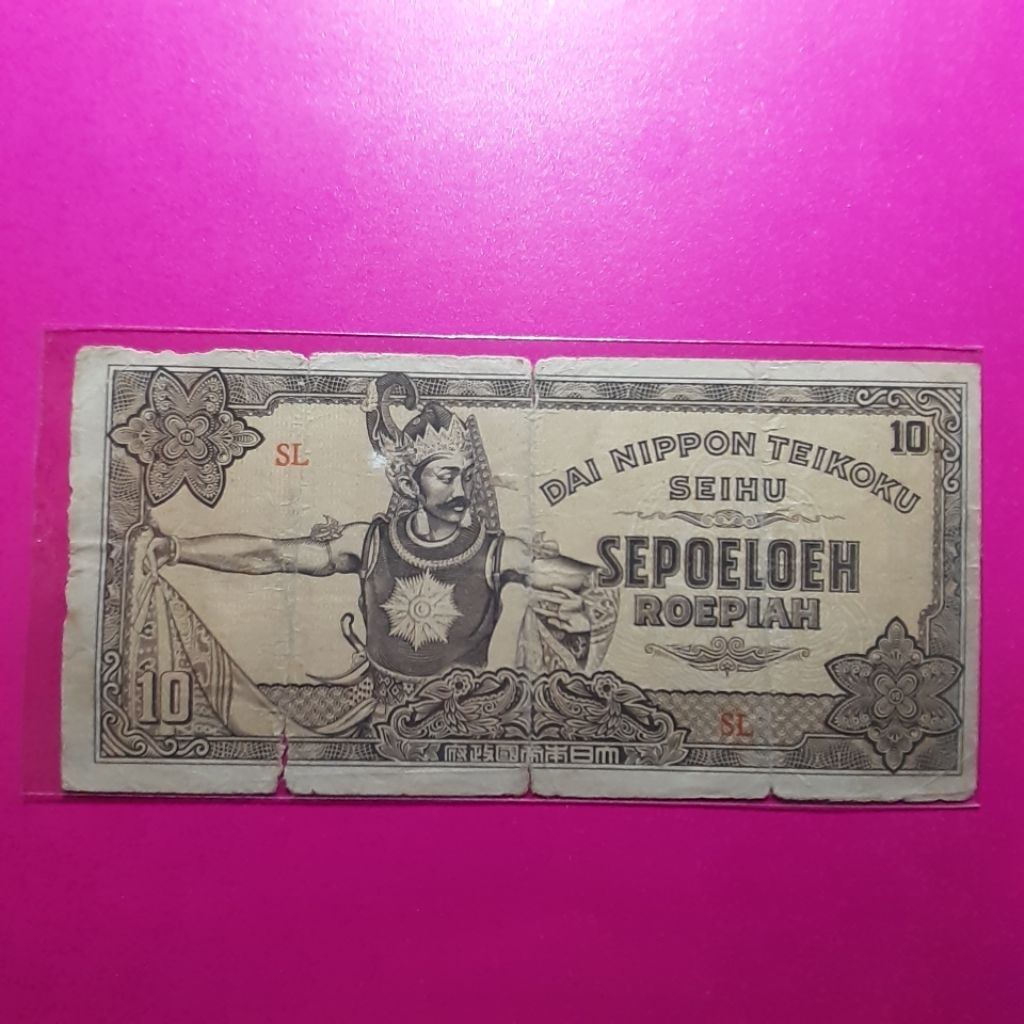 10
SL
DAI NIPPON TEIKOKU
SEIHU
SEPOELOEH
ROEPIAH
10
SL
府政國帝本日大